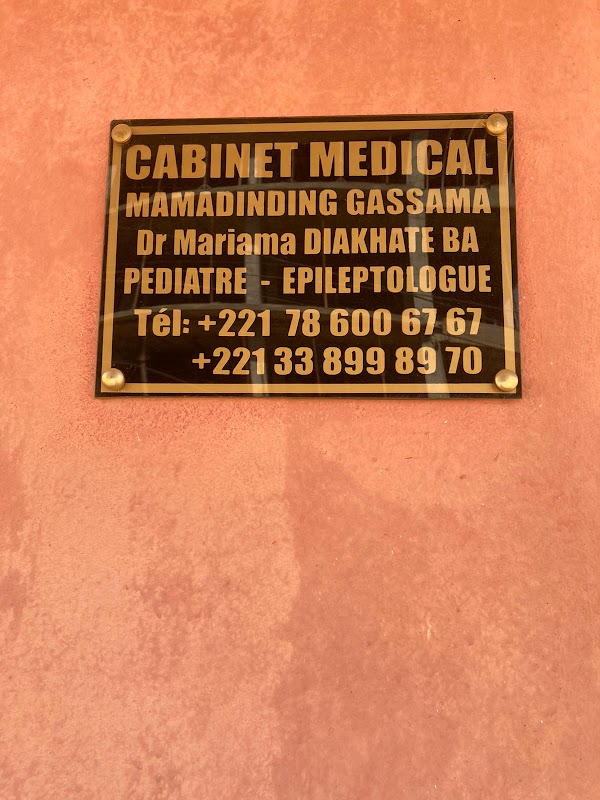 CABINET MEDICAL
MAMADINDING GASSAMA
Dr Mariama DIAKHATE BA
PEDIATRE - EPILEPTOLOGUE
Tél: +221 78 600 67 67
+221 33 899 89 70